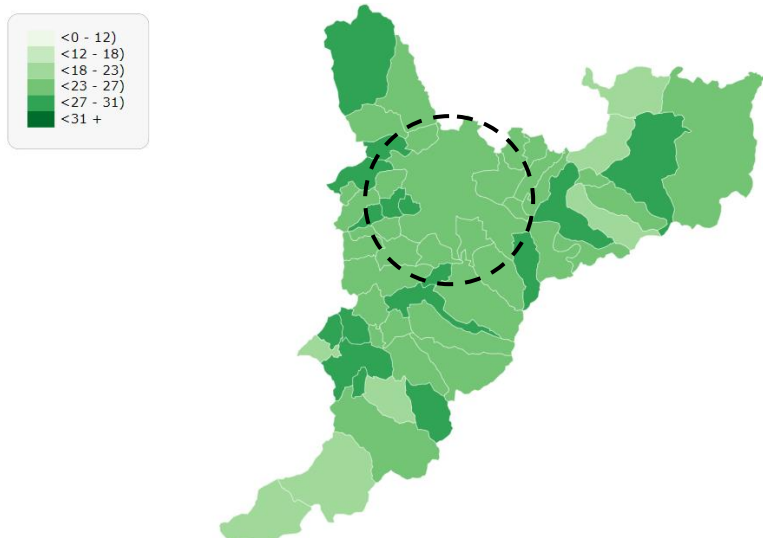 <0 - 12)
<12 - 18)
<18 - 23)
<23 - 27)
<27 - 31)
<31 +